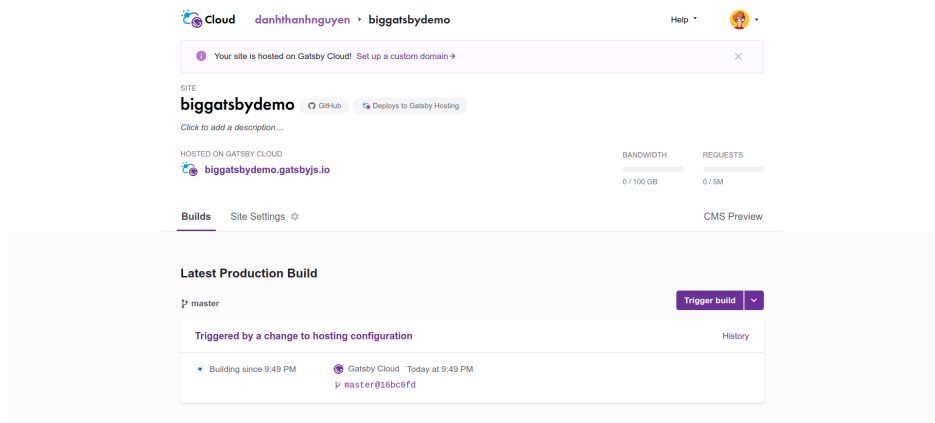 Cloud danhthanhnguyen biggatsbydemo Help
Your site is hosted on Gatsby Cloud! Set up a custom domain→
SITE
biggatsbydemo GitHub Deploys to Gatsby Hosting
Click to add a description…
HOSTED ON GATSBY CLOUD BANDWIDTH REQUESTS
biggatsbydemo.gatsbyjs.io
0 / 100 GB 0 / 5M
Builds Site Settings CMS Preview
Latest Production Build
master Trigger build
Triggered by a change to hosting configuration History
Building since 9:49 PM Gatsby Cloud Today at 9:49 PM
master@16bc6fd